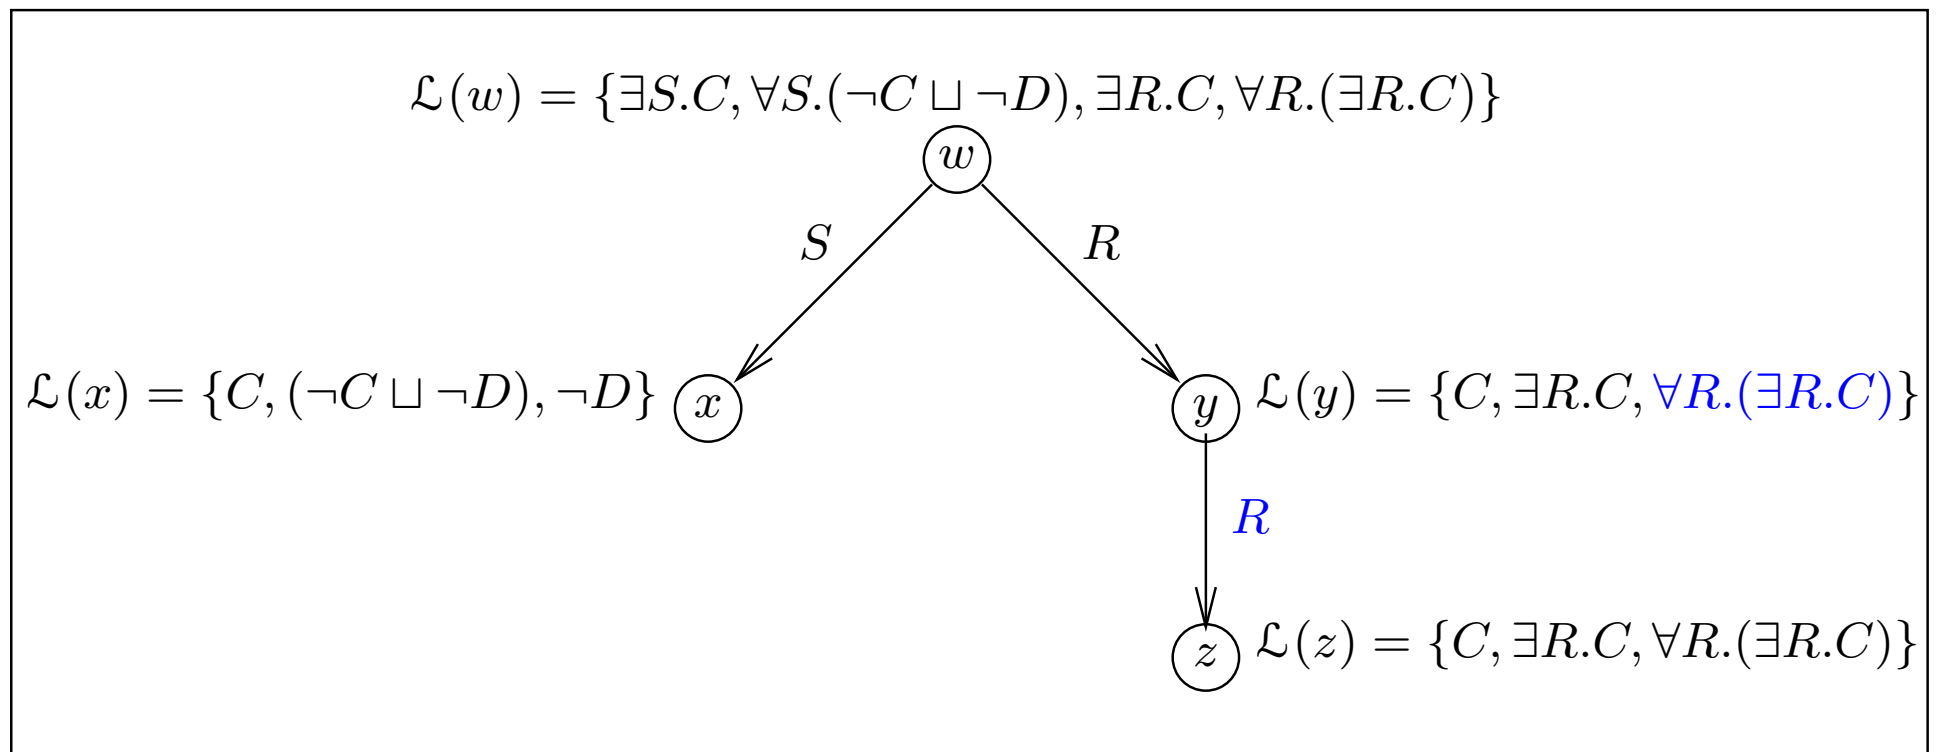 ℒ(w) = {∃S.C, ∀S.(¬C ⊔ ¬D), ∃R.C, ∀R.(∃R.C)}
w
S R
ℒ(x) = {C, (¬C ⊔ ¬D), ¬D} x y ℒ(y) = {C, ∃R.C, ∀R.(∃R.C)}
R
z ℒ(z) = {C, ∃R.C, ∀R.(∃R.C)}